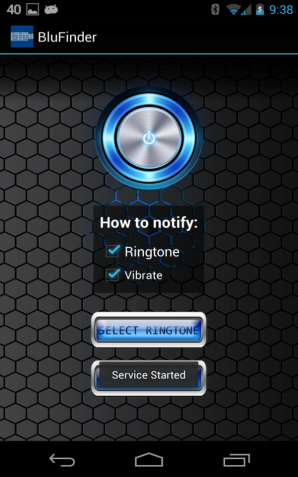 40
9:38
BluFinder
How to notify:
Ringtone
Vibrate
SELECT RINGTONE
Service Started